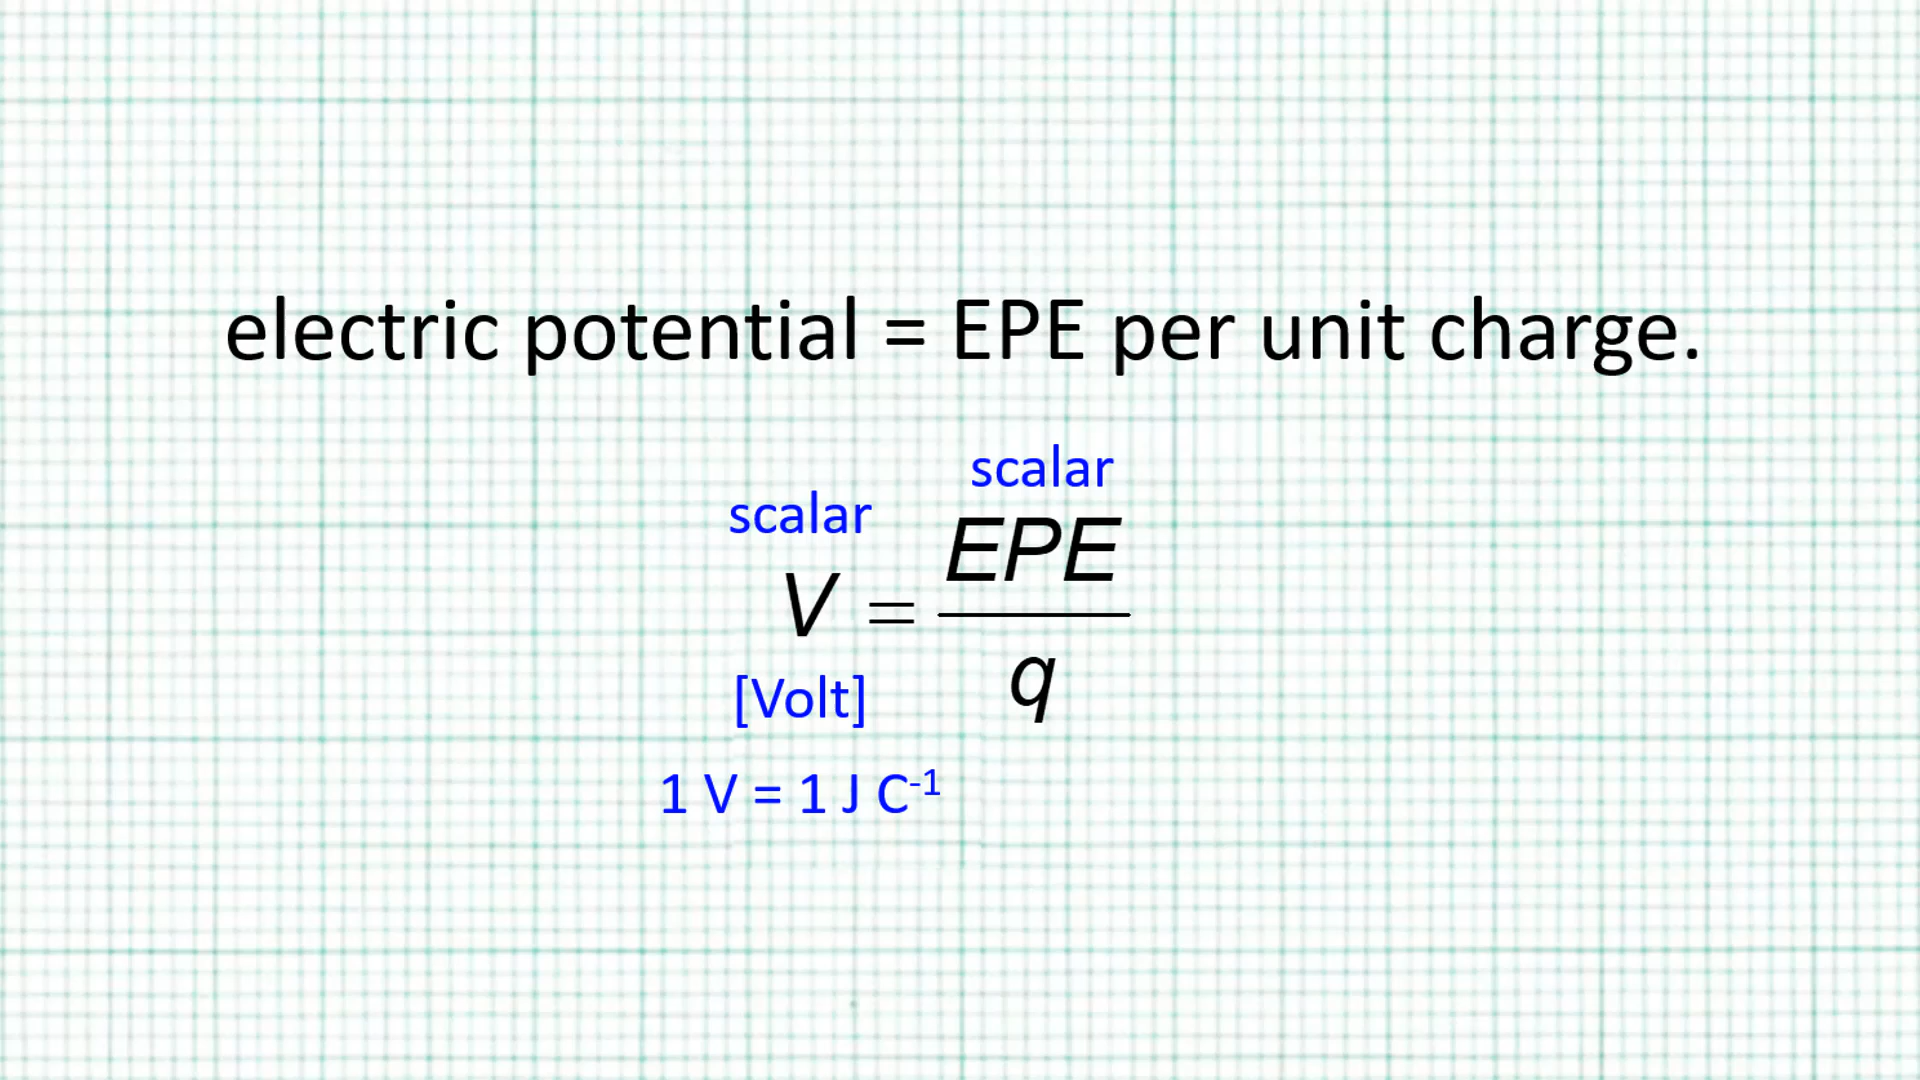 electric potential = EPE per unit charge.
scalar
scalar
V = EPE / q
[Volt]
1 V = 1 J C⁻¹